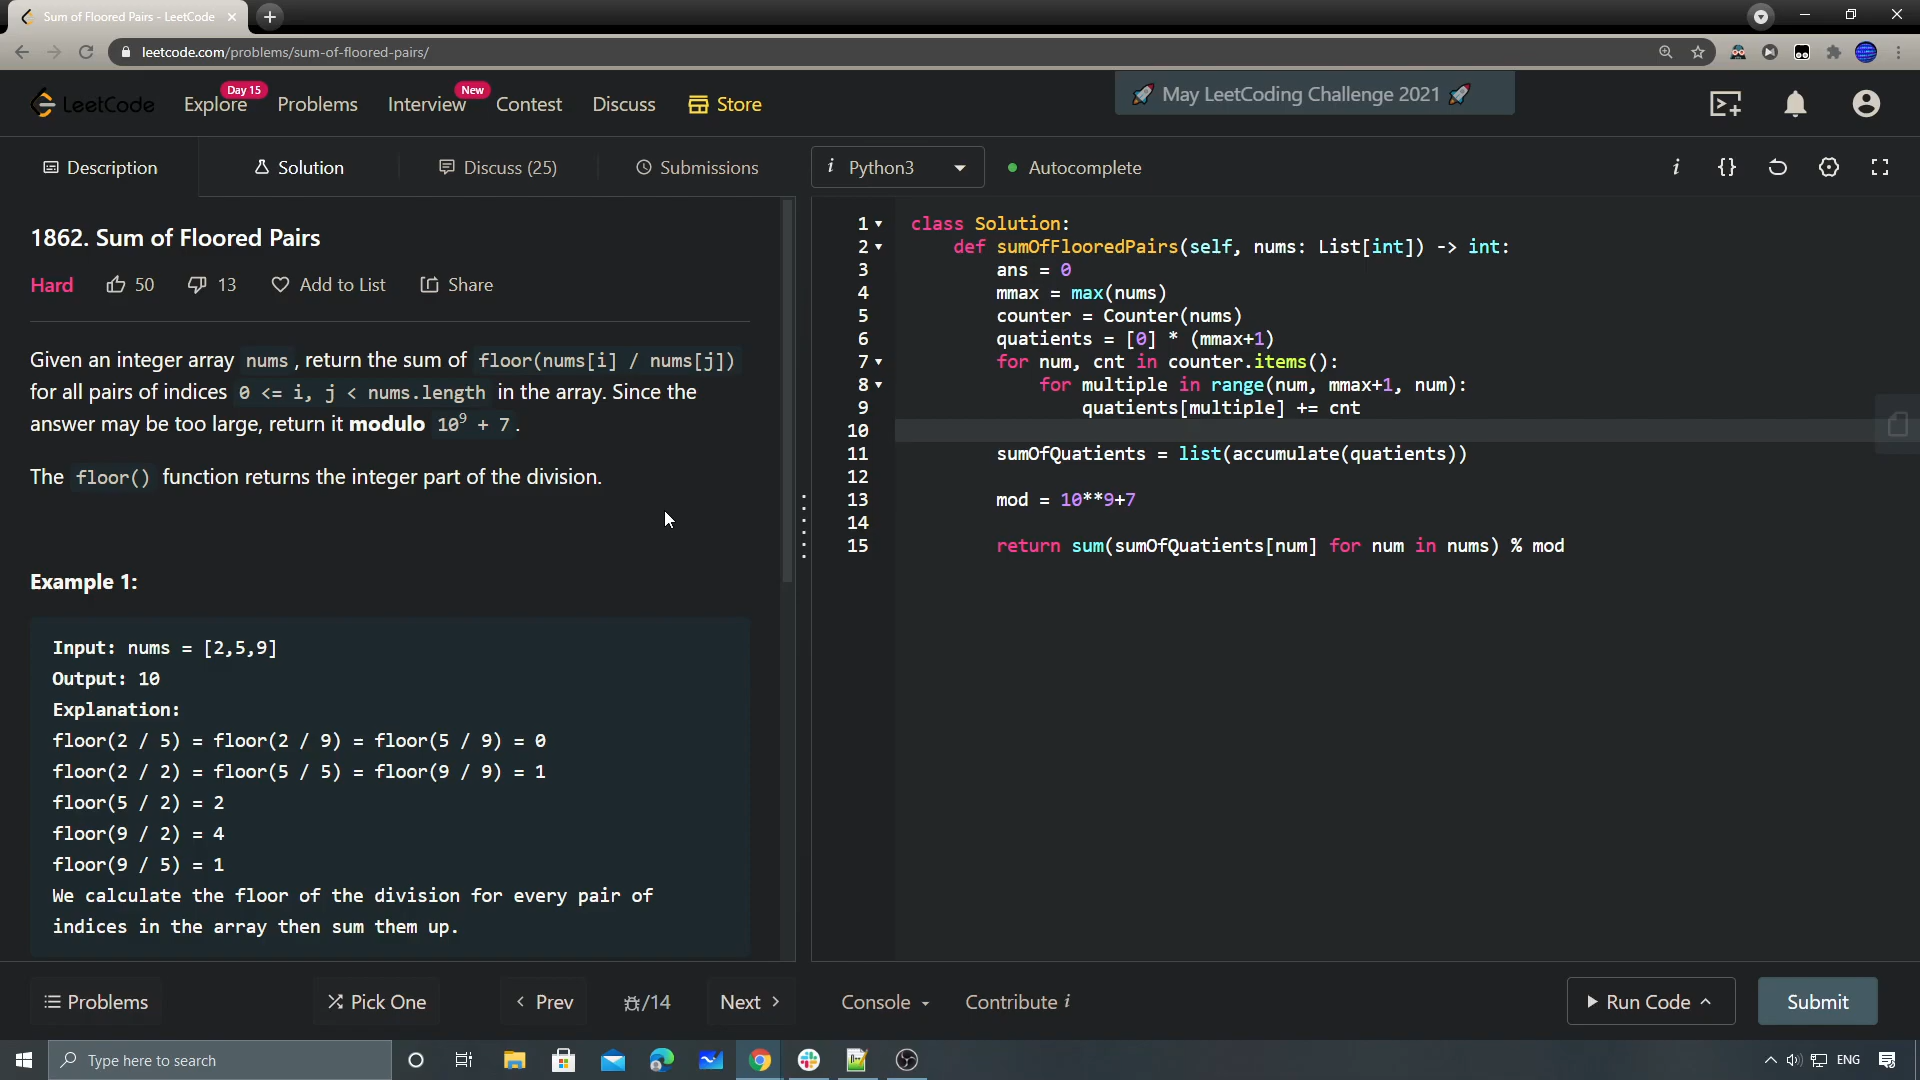 Sum of Floored Pairs - LeetCode
leetcode.com/problems/sum-of-floored-pairs/
LeetCode
Explore
Day 15
Problems
Interview
New
Contest
Discuss
Store
🚀 May LeetCoding Challenge 2021 🚀
Description
Solution
Discuss (25)
Submissions
i Python3
Autocomplete
i
{}
1862. Sum of Floored Pairs
Hard
50
13
Add to List
Share
Given an integer array nums, return the sum of floor(nums[i] / nums[j])
for all pairs of indices 0 <= i, j < nums.length in the array. Since the
answer may be too large, return it modulo 10⁹ + 7.
The floor() function returns the integer part of the division.
Example 1:
Input: nums = [2,5,9]
Output: 10
Explanation:
floor(2 / 5) = floor(2 / 9) = floor(5 / 9) = 0
floor(2 / 2) = floor(5 / 5) = floor(9 / 9) = 1
floor(5 / 2) = 2
floor(9 / 2) = 4
floor(9 / 5) = 1
We calculate the floor of the division for every pair of
indices in the array then sum them up.
1 class Solution:
2     def sumOfFlooredPairs(self, nums: List[int]) -> int:
3         ans = 0
4         mmax = max(nums)
5         counter = Counter(nums)
6         quatients = [0] * (mmax+1)
7         for num, cnt in counter.items():
8             for multiple in range(num, mmax+1, num):
9                 quatients[multiple] += cnt
10
11         sumOfQuatients = list(accumulate(quatients))
12
13         mod = 10**9+7
14
15         return sum(sumOfQuatients[num] for num in nums) % mod
Problems
Pick One
Prev
/14
Next
Console
Contribute i
Run Code
Submit
Type here to search
ENG